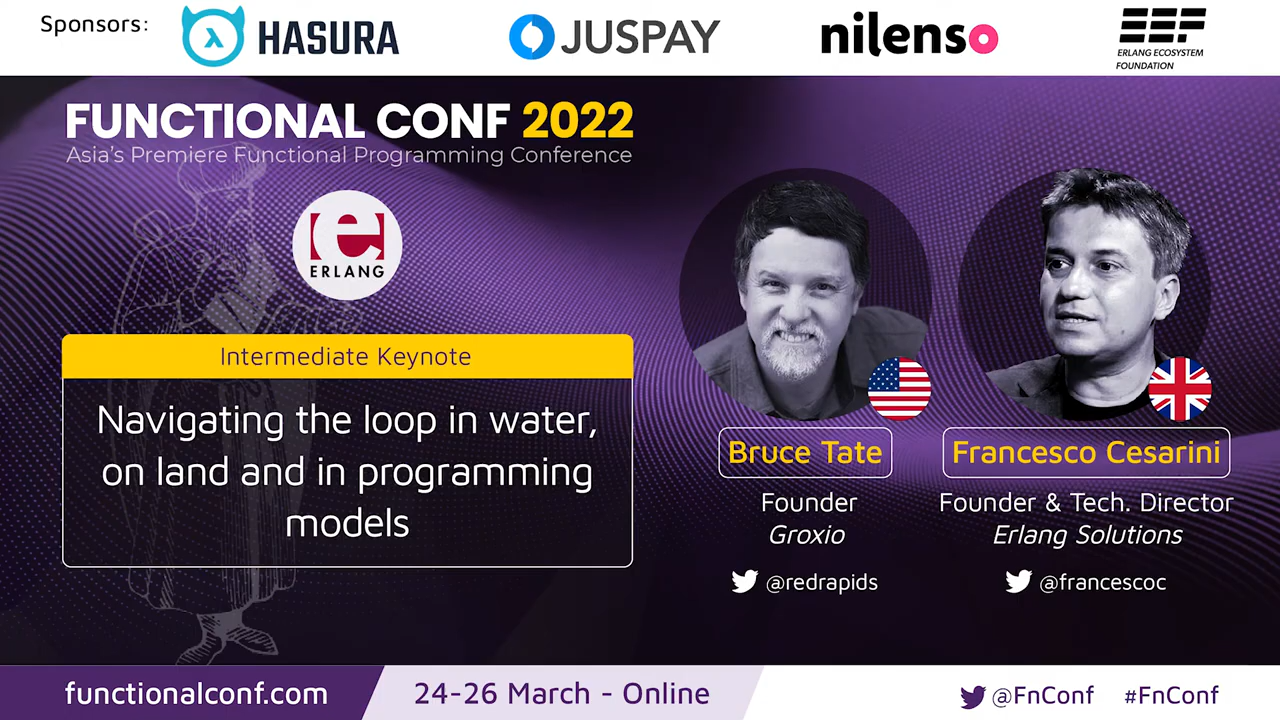 Sponsors:
HASURA
JUSPAY
nilenso
EEF
ERLANG ECOSYSTEM
FOUNDATION
FUNCTIONAL CONF 2022
Asia's Premiere Functional Programming Conference
e
ERLANG
Intermediate Keynote
Navigating the loop in water,
on land and in programming
models
Bruce Tate
Founder
Groxio
@redrapids
Francesco Cesarini
Founder & Tech. Director
Erlang Solutions
@francescoc
functionalconf.com
24-26 March - Online
@FnConf
#FnConf